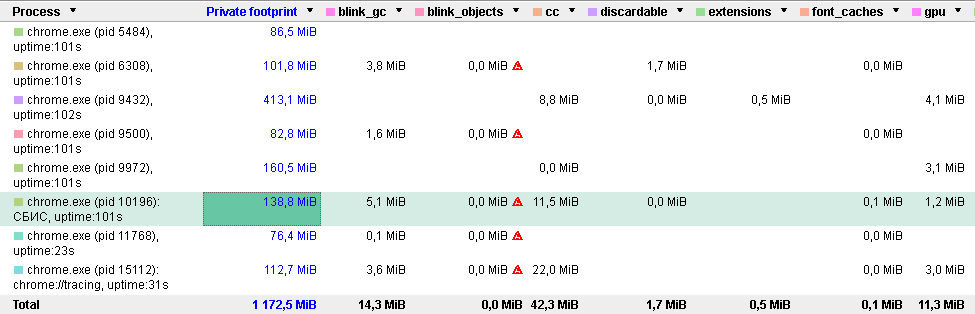 Process ▼ Private footprint ▼ blink_gc ▼ blink_objects ▼ cc ▼ discardable ▼ extensions ▼ font_caches ▼ gpu ▼
chrome.exe (pid 5484), 86,5 MiB
uptime:101s
chrome.exe (pid 6308), 101,8 MiB 3,8 MiB 0,0 MiB 1,7 MiB 0,0 MiB
uptime:101s
chrome.exe (pid 9432), 413,1 MiB 8,8 MiB 0,0 MiB 0,5 MiB 4,1 MiB
uptime:102s
chrome.exe (pid 9500), 82,8 MiB 1,6 MiB 0,0 MiB 0,0 MiB
uptime:101s
chrome.exe (pid 9972), 160,5 MiB 0,0 MiB 3,1 MiB
uptime:101s
chrome.exe (pid 10196): 138,8 MiB 5,1 MiB 0,0 MiB 11,5 MiB 0,0 MiB 0,1 MiB 1,2 MiB
СБИС, uptime:101s
chrome.exe (pid 11768), 76,4 MiB 0,1 MiB 0,0 MiB 0,0 MiB
uptime:23s
chrome.exe (pid 15112): 112,7 MiB 3,6 MiB 0,0 MiB 22,0 MiB 0,0 MiB 3,0 MiB
chrome://tracing, uptime:31s
Total 1 172,5 MiB 14,3 MiB 0,0 MiB 42,3 MiB 1,7 MiB 0,5 MiB 0,1 MiB 11,3 MiB